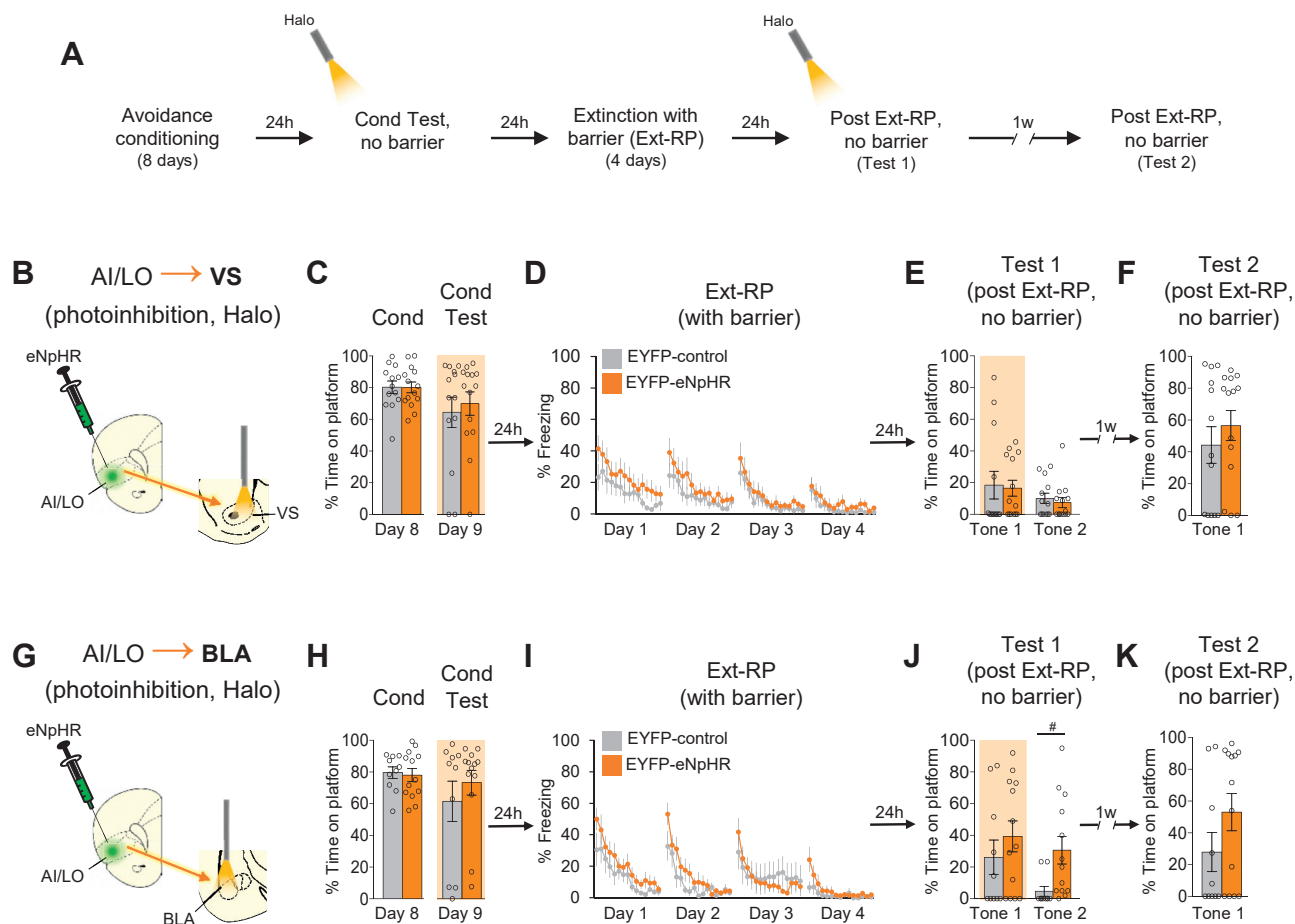 A
Halo
Halo
Avoidance
conditioning
(8 days)
24h
Cond Test,
no barrier
24h
Extinction with
barrier (Ext-RP)
(4 days)
24h
Post Ext-RP,
no barrier
(Test 1)
1w
Post Ext-RP,
no barrier
(Test 2)
B
AI/LO → VS
(photoinhibition, Halo)
eNpHR
AI/LO
VS
C
Cond
Cond
Test
% Time on platform
100
80
60
40
20
0
Day 8
Day 9
24h
D
Ext-RP
(with barrier)
EYFP-control
EYFP-eNpHR
% Freezing
100
80
60
40
20
0
Day 1
Day 2
Day 3
Day 4
24h
E
Test 1
(post Ext-RP,
no barrier)
% Time on platform
100
80
60
40
20
0
Tone 1
Tone 2
1w
F
Test 2
(post Ext-RP,
no barrier)
% Time on platform
100
80
60
40
20
0
Tone 1
G
AI/LO → BLA
(photoinhibition, Halo)
eNpHR
AI/LO
BLA
H
Cond
Cond
Test
% Time on platform
100
80
60
40
20
0
Day 8
Day 9
24h
I
Ext-RP
(with barrier)
EYFP-control
EYFP-eNpHR
% Freezing
100
80
60
40
20
0
Day 1
Day 2
Day 3
Day 4
24h
J
Test 1
(post Ext-RP,
no barrier)
#
% Time on platform
100
80
60
40
20
0
Tone 1
Tone 2
1w
K
Test 2
(post Ext-RP,
no barrier)
% Time on platform
100
80
60
40
20
0
Tone 1